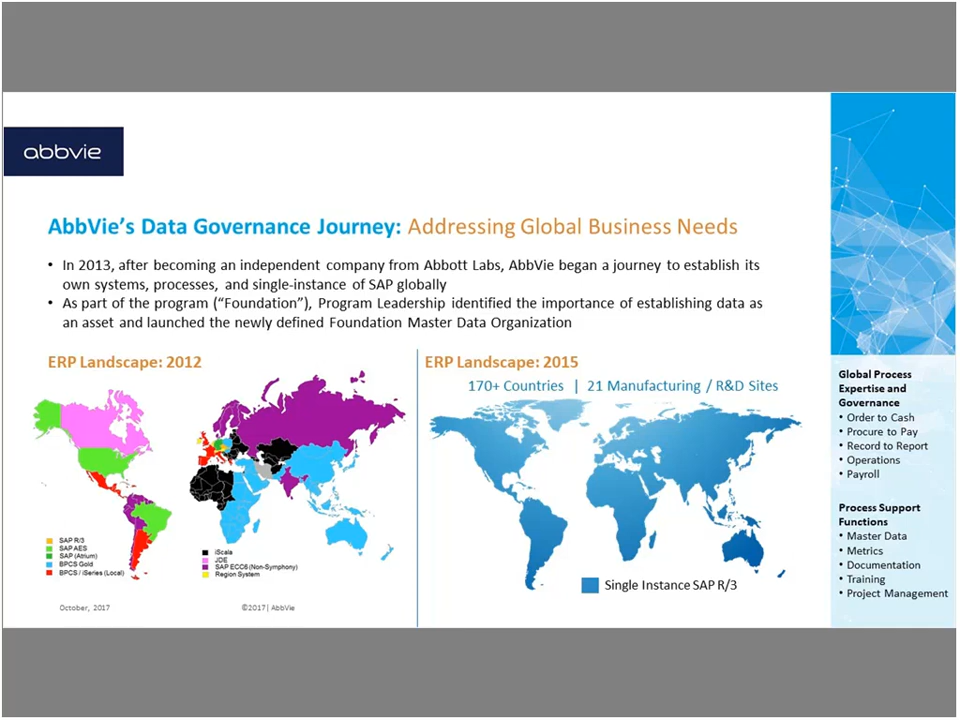 abbvie
AbbVie's Data Governance Journey: Addressing Global Business Needs
• In 2013, after becoming an independent company from Abbott Labs, AbbVie began a journey to establish its
own systems, processes, and single-instance of SAP globally
• As part of the program ("Foundation"), Program Leadership identified the importance of establishing data as
an asset and launched the newly defined Foundation Master Data Organization
ERP Landscape: 2012
SAP R/3
SAP AES
SAP (Atrium)
BPCS Gold
BPCS / iSeries (Local)
iScala
JDE
SAP ECC6 (Non-Symphony)
Region System
October, 2017
©2017| AbbVie
ERP Landscape: 2015
170+ Countries | 21 Manufacturing / R&D Sites
Single Instance SAP R/3
Global Process
Expertise and
Governance
• Order to Cash
• Procure to Pay
• Record to Report
• Operations
• Payroll
Process Support
Functions
• Master Data
• Metrics
• Documentation
• Training
• Project Management